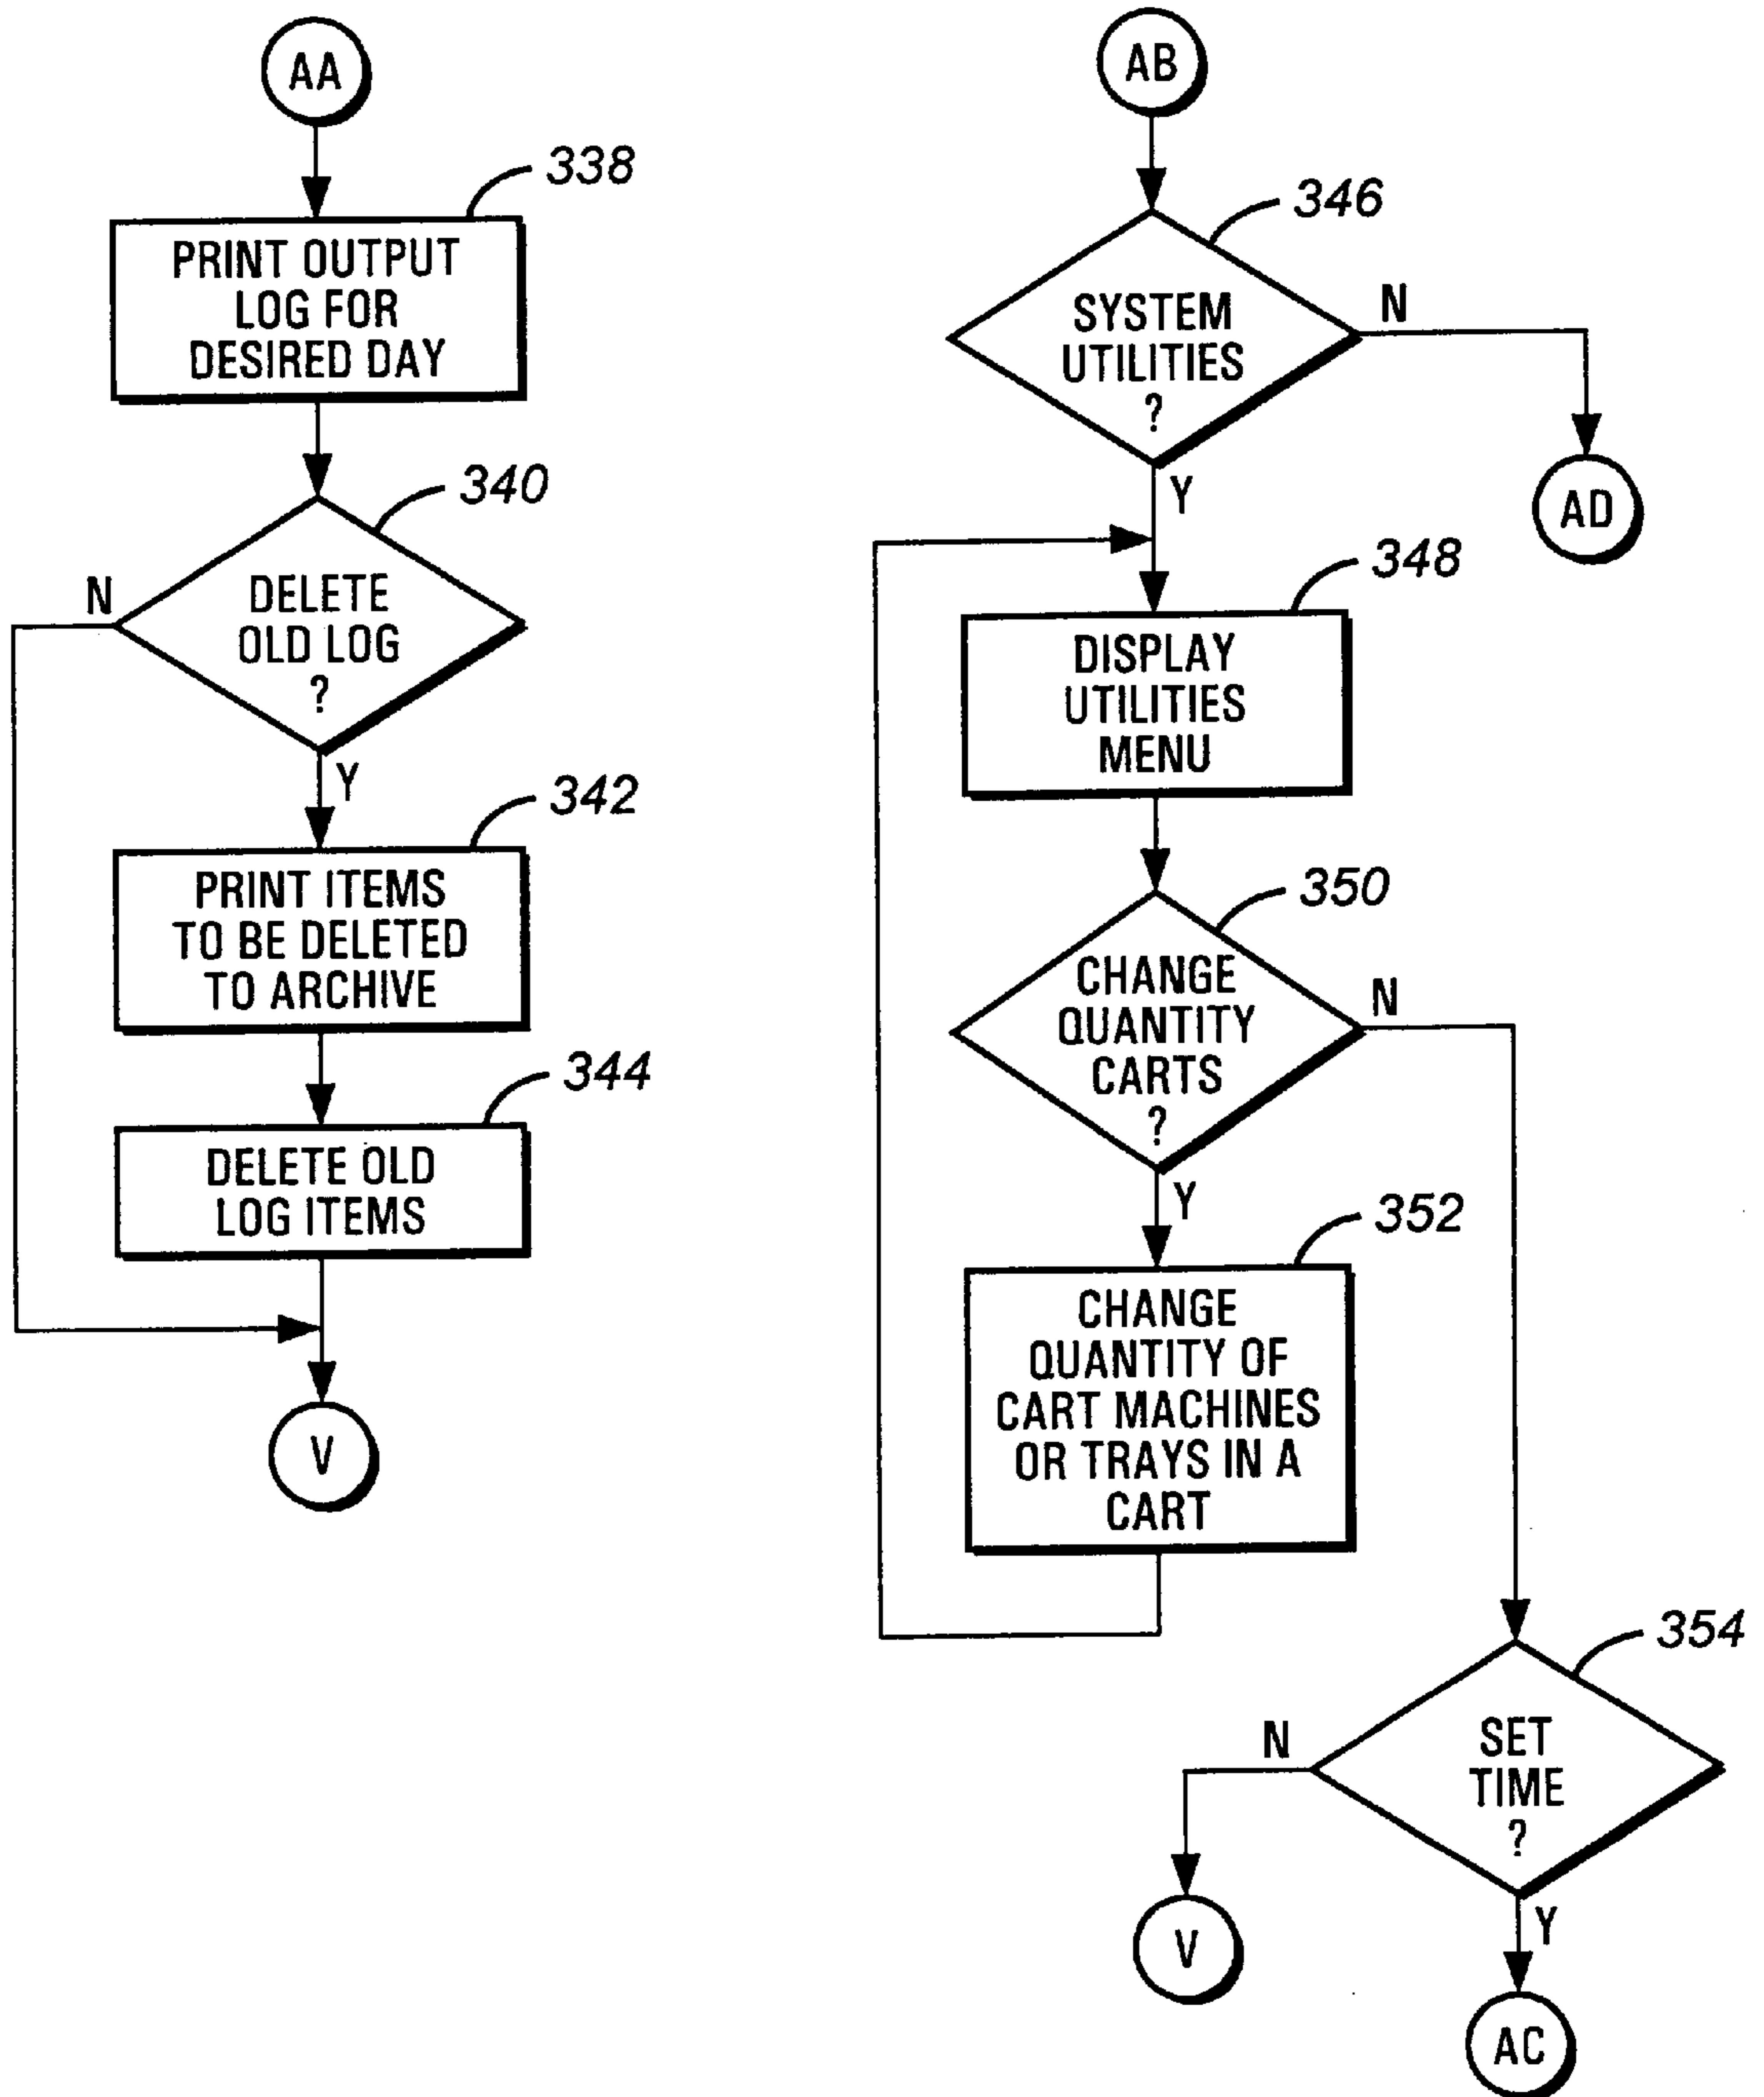 AA
338
PRINT OUTPUT
LOG FOR
DESIRED DAY
340
N
DELETE
OLD LOG
?
Y
342
PRINT ITEMS
TO BE DELETED
TO ARCHIVE
344
DELETE OLD
LOG ITEMS
V
AB
346
SYSTEM
UTILITIES
?
N
AD
Y
348
DISPLAY
UTILITIES
MENU
350
CHANGE
QUANTITY
CARTS
?
N
Y
352
CHANGE
QUANTITY OF
CART MACHINES
OR TRAYS IN A
CART
354
SET
TIME
?
N
V
Y
AC